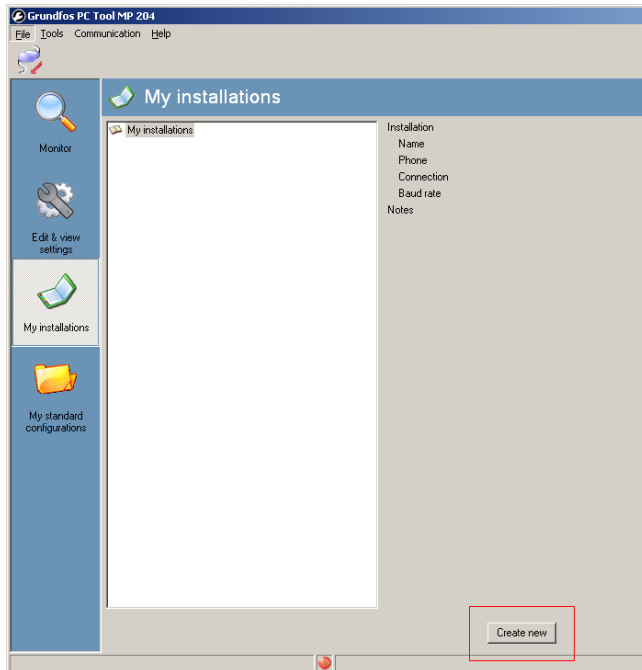 Grundfos PC Tool MP 204
File Tools Communication Help
My installations
Monitor
Edit & view
settings
My installations
My standard
configurations
My installations
Installation
Name
Phone
Connection
Baud rate
Notes
Create new